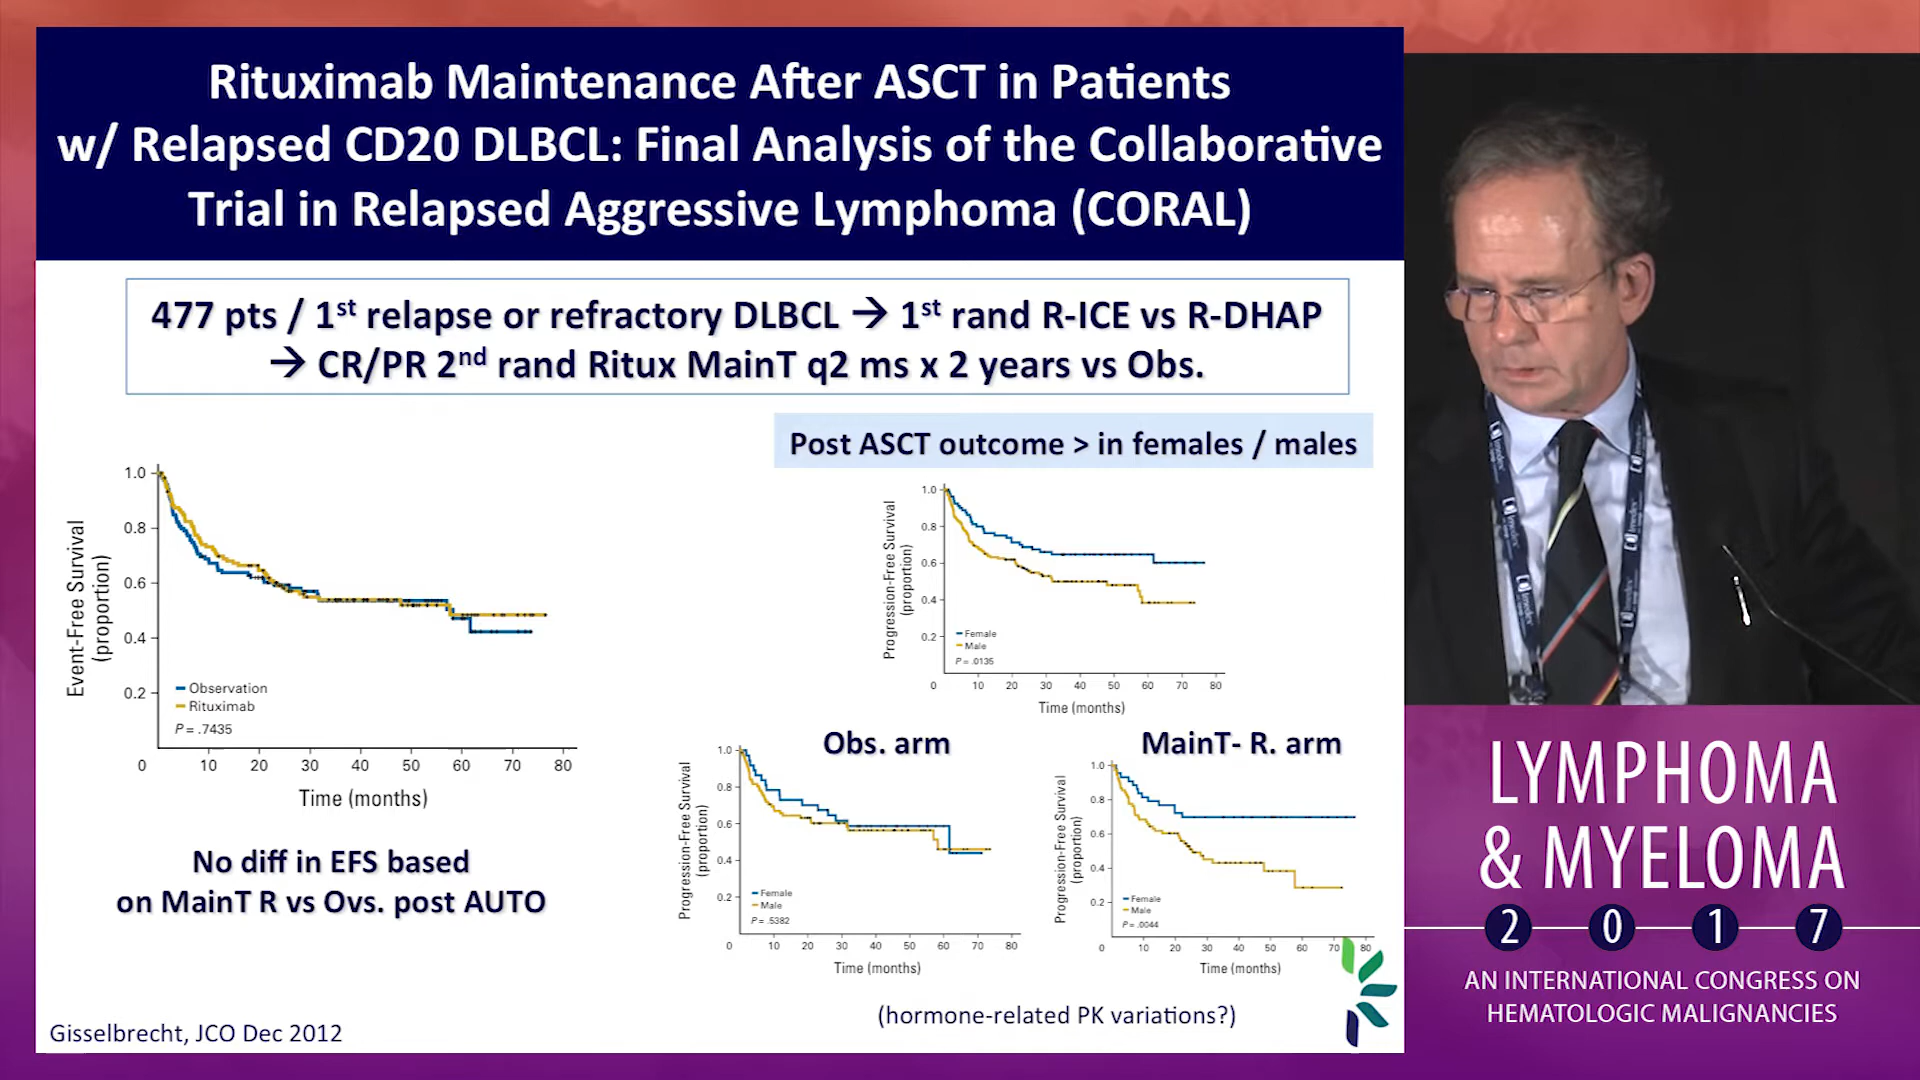 Rituximab Maintenance After ASCT in Patients
w/ Relapsed CD20 DLBCL: Final Analysis of the Collaborative
Trial in Relapsed Aggressive Lymphoma (CORAL)
477 pts / 1st relapse or refractory DLBCL → 1st rand R-ICE vs R-DHAP
→ CR/PR 2nd rand Ritux MainT q2 ms x 2 years vs Obs.
Event-Free Survival
(proportion)
1.0
0.8
0.6
0.4
0.2
Observation
Rituximab
P = .7435
0 10 20 30 40 50 60 70 80
Time (months)
No diff in EFS based
on MainT R vs Ovs. post AUTO
Post ASCT outcome > in females / males
Progression-Free Survival
(proportion)
1.0
0.8
0.6
0.4
0.2
Female
Male
P = .0135
0 10 20 30 40 50 60 70 80
Time (months)
Obs. arm
Progression-Free Survival
(proportion)
1.0
0.8
0.6
0.4
0.2
Female
Male
P = .5382
0 10 20 30 40 50 60 70 80
Time (months)
MainT- R. arm
Progression-Free Survival
(proportion)
1.0
0.8
0.6
0.4
0.2
Female
Male
P = .0044
0 10 20 30 40 50 60 70 80
Time (months)
(hormone-related PK variations?)
Gisselbrecht, JCO Dec 2012
Imedex
LYMPHOMA
& MYELOMA
2 0 1 7
AN INTERNATIONAL CONGRESS ON
HEMATOLOGIC MALIGNANCIES